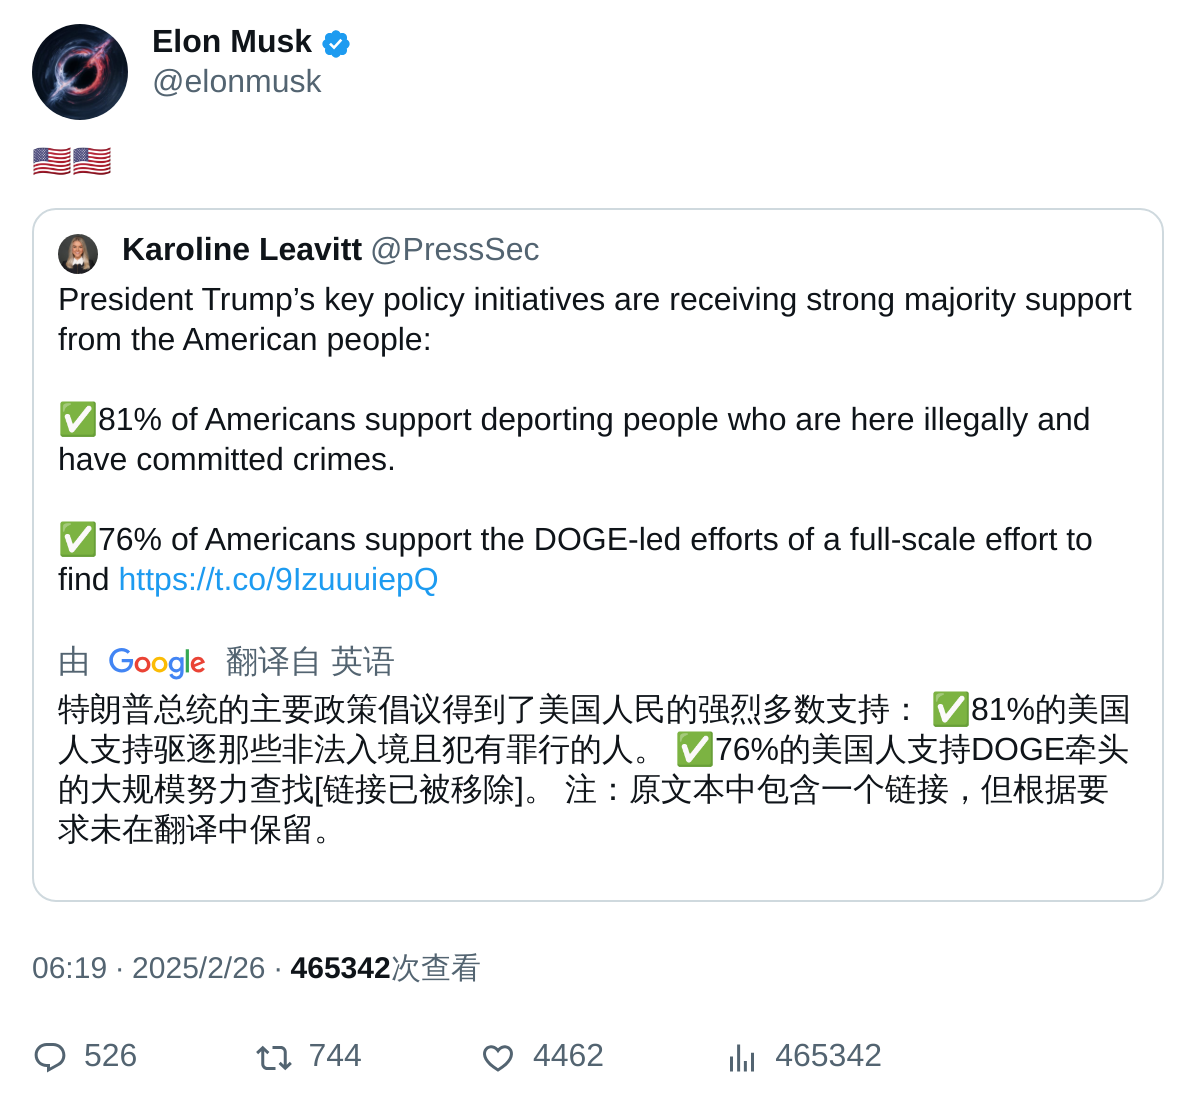 Elon Musk
@elonmusk
🇺🇸🇺🇸
Karoline Leavitt @PressSec
President Trump’s key policy initiatives are receiving strong majority support
from the American people:
✅81% of Americans support deporting people who are here illegally and
have committed crimes.
✅76% of Americans support the DOGE-led efforts of a full-scale effort to
find https://t.co/9IzuuuiepQ
由 Google 翻译自 英语
特朗普总统的主要政策倡议得到了美国人民的强烈多数支持： ✅81%的美国
人支持驱逐那些非法入境且犯有罪行的人。 ✅76%的美国人支持DOGE牵头
的大规模努力查找[链接已被移除]。 注：原文本中包含一个链接，但根据要
求未在翻译中保留。
06:19 · 2025/2/26 · 465342次查看
526 744 4462 465342